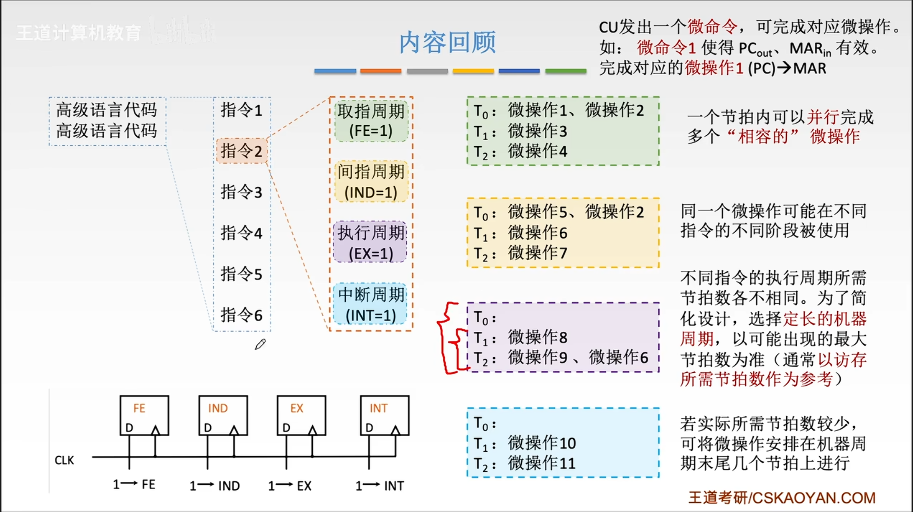 王道计算机教育
内容回顾
CU发出一个微命令，可完成对应微操作。
如： 微命令1 使得 PCout、MARin 有效。
完成对应的微操作1 (PC)→MAR
高级语言代码
高级语言代码
指令1
指令2
指令3
指令4
指令5
指令6
取指周期
(FE=1)
间指周期
(IND=1)
执行周期
(EX=1)
中断周期
(INT=1)
T0：微操作1、微操作2
T1：微操作3
T2：微操作4
T0：微操作5、微操作2
T1：微操作6
T2：微操作7
T0：
T1：微操作8
T2：微操作9 、微操作6
T0：
T1：微操作10
T2：微操作11
一个节拍内可以并行完成
多个“相容的”微操作
同一个微操作可能在不同
指令的不同阶段被使用
不同指令的执行周期所需
节拍数各不相同。为了简
化设计，选择定长的机器
周期，以可能出现的最大
节拍数为准（通常以访存
所需节拍数作为参考）
若实际所需节拍数较少，
可将微操作安排在机器周
期末尾几个节拍上进行
FE
IND
EX
INT
D
D
D
D
CLK
1→FE
1→IND
1→EX
1→INT
王道考研/CSKAOYAN.COM